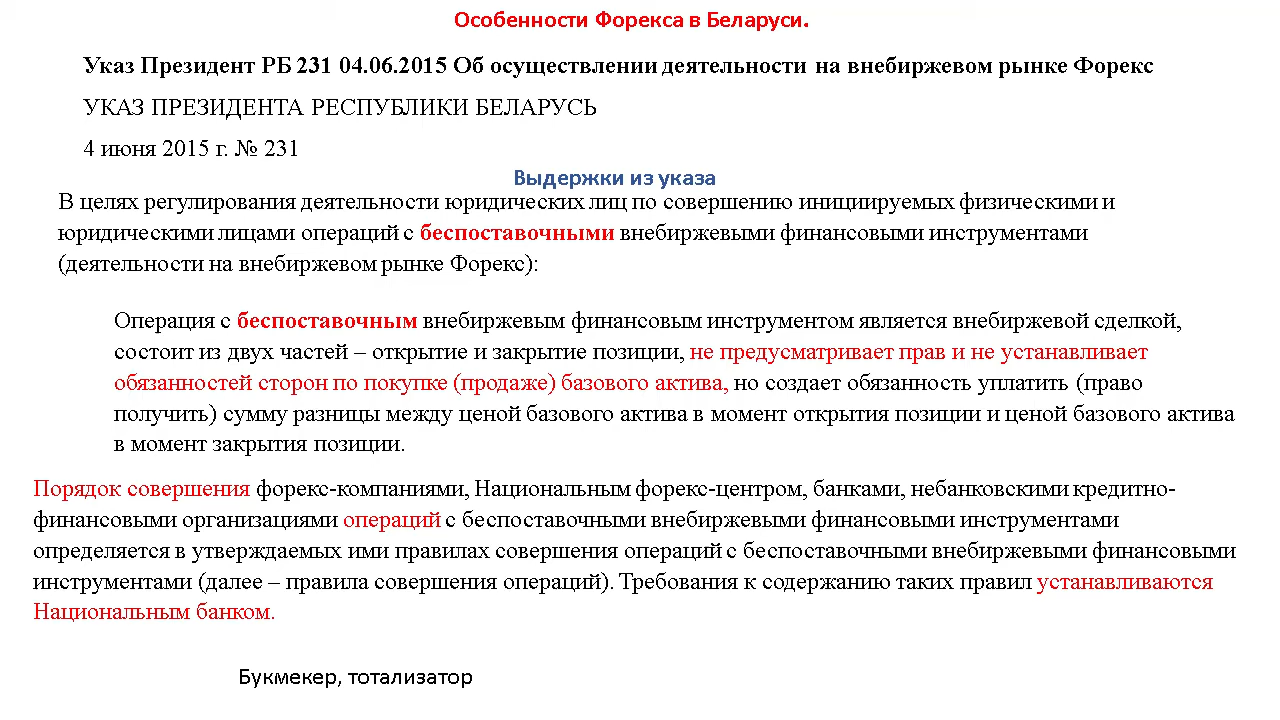 Особенности Форекса в Беларуси.
Указ Президент РБ 231 04.06.2015 Об осуществлении деятельности на внебиржевом рынке Форекс
УКАЗ ПРЕЗИДЕНТА РЕСПУБЛИКИ БЕЛАРУСЬ
4 июня 2015 г. № 231
Выдержки из указа
В целях регулирования деятельности юридических лиц по совершению инициируемых физическими и
юридическими лицами операций с беспоставочными внебиржевыми финансовыми инструментами
(деятельности на внебиржевом рынке Форекс):
Операция с беспоставочным внебиржевым финансовым инструментом является внебиржевой сделкой,
состоит из двух частей – открытие и закрытие позиции, не предусматривает прав и не устанавливает
обязанностей сторон по покупке (продаже) базового актива, но создает обязанность уплатить (право
получить) сумму разницы между ценой базового актива в момент открытия позиции и ценой базового актива
в момент закрытия позиции.
Порядок совершения форекс-компаниями, Национальным форекс-центром, банками, небанковскими кредитно-
финансовыми организациями операций с беспоставочными внебиржевыми финансовыми инструментами
определяется в утверждаемых ими правилах совершения операций с беспоставочными внебиржевыми финансовыми
инструментами (далее – правила совершения операций). Требования к содержанию таких правил устанавливаются
Национальным банком.
Букмекер, тотализатор